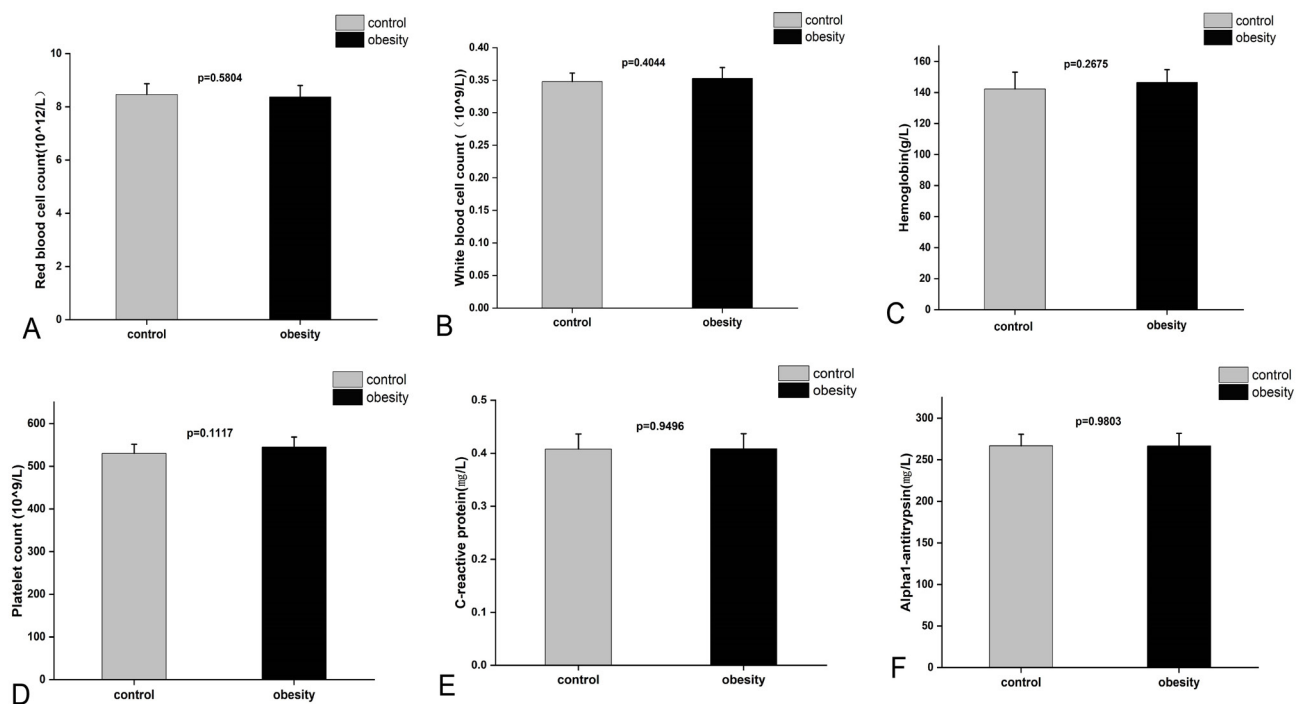 control
obesity
10
8
6
4
2
0
Red blood cell count(10^12/L）
p=0.5804
control
obesity
A
control
obesity
0.40
0.35
0.30
0.25
0.20
0.15
0.10
0.05
0.00
White blood cell count (（10^9/L))
p=0.4044
control
obesity
B
control
obesity
160
140
120
100
80
60
40
20
0
Hemoglobin(g/L)
p=0.2675
control
obesity
C
control
obesity
600
500
400
300
200
100
0
Platelet count (10^9/L)
p=0.1117
control
obesity
D
control
obesity
0.5
0.4
0.3
0.2
0.1
0.0
C-reactive protein(㎎/L)
p=0.9496
control
obesity
E
control
obesity
300
250
200
150
100
50
0
Alpha1-antitrypsin(㎎/L)
p=0.9803
control
obesity
F